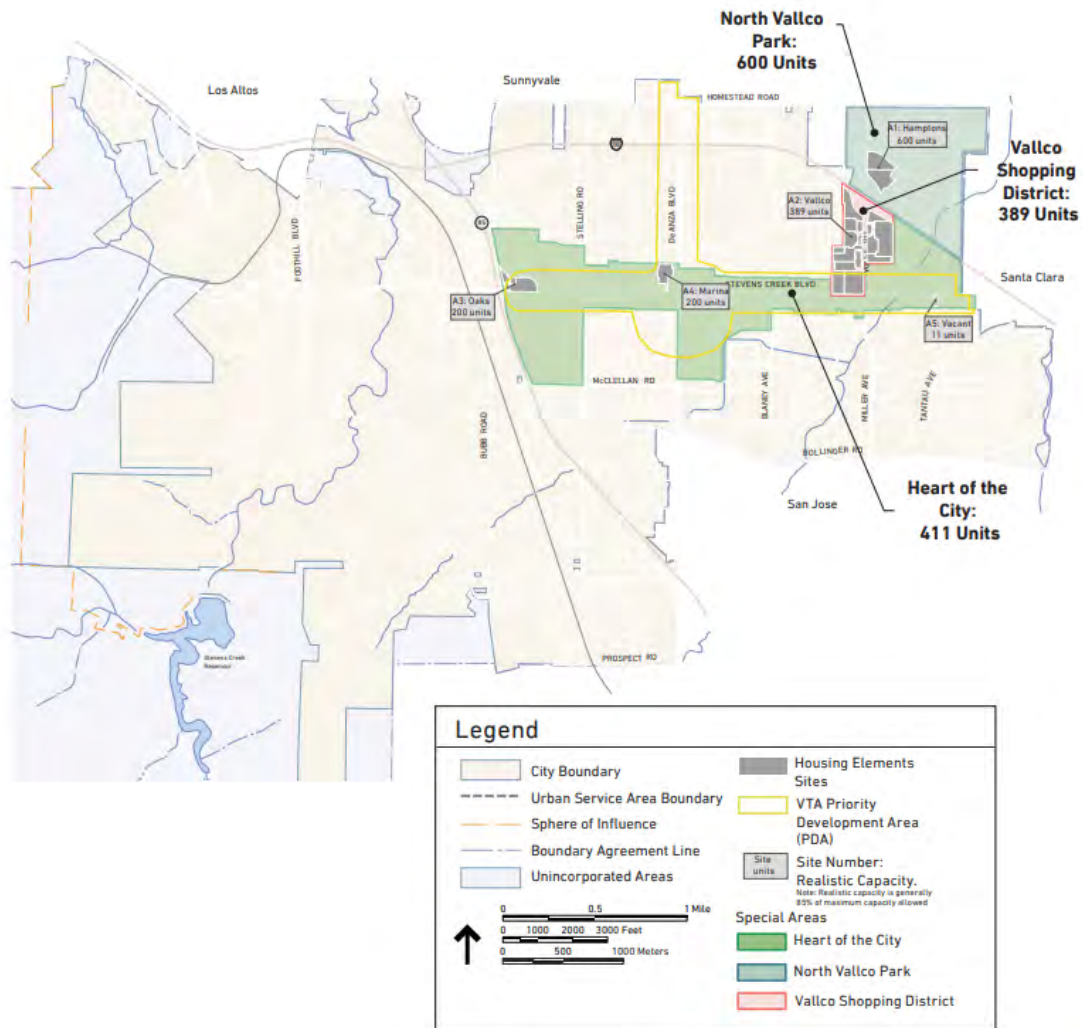 North Vallco
Park:
600 Units
Los Altos
Sunnyvale
HOMESTEAD ROAD
A1: Hamptons
600 units
Vallco
Shopping
District:
389 Units
A2: Vallco
389 units
STELLING RD
DeANZA BLVD
FOOTHILL BLVD
85
Santa Clara
STEVENS CREEK BLVD
A3: Oaks
200 units
A4: Marina
200 units
A5: Vacant
11 units
McCLELLAN RD
BLANEY AVE
MILLER AVE
TANTAU AVE
BUBB ROAD
BOLLINGER RD
San Jose
Heart of the
City:
411 Units
Stevens Creek
Reservoir
PROSPECT RD
Legend
City Boundary
Urban Service Area Boundary
Sphere of Influence
Boundary Agreement Line
Unincorporated Areas
0 0.5 1 Mile
0 1000 2000 3000 Feet
0 500 1000 Meters
Housing Elements
Sites
VTA Priority
Development Area
(PDA)
Site
units
Site Number:
Realistic Capacity.
Note: Realistic capacity is generally
85% of maximum capacity allowed
Special Areas
Heart of the City
North Vallco Park
Vallco Shopping District